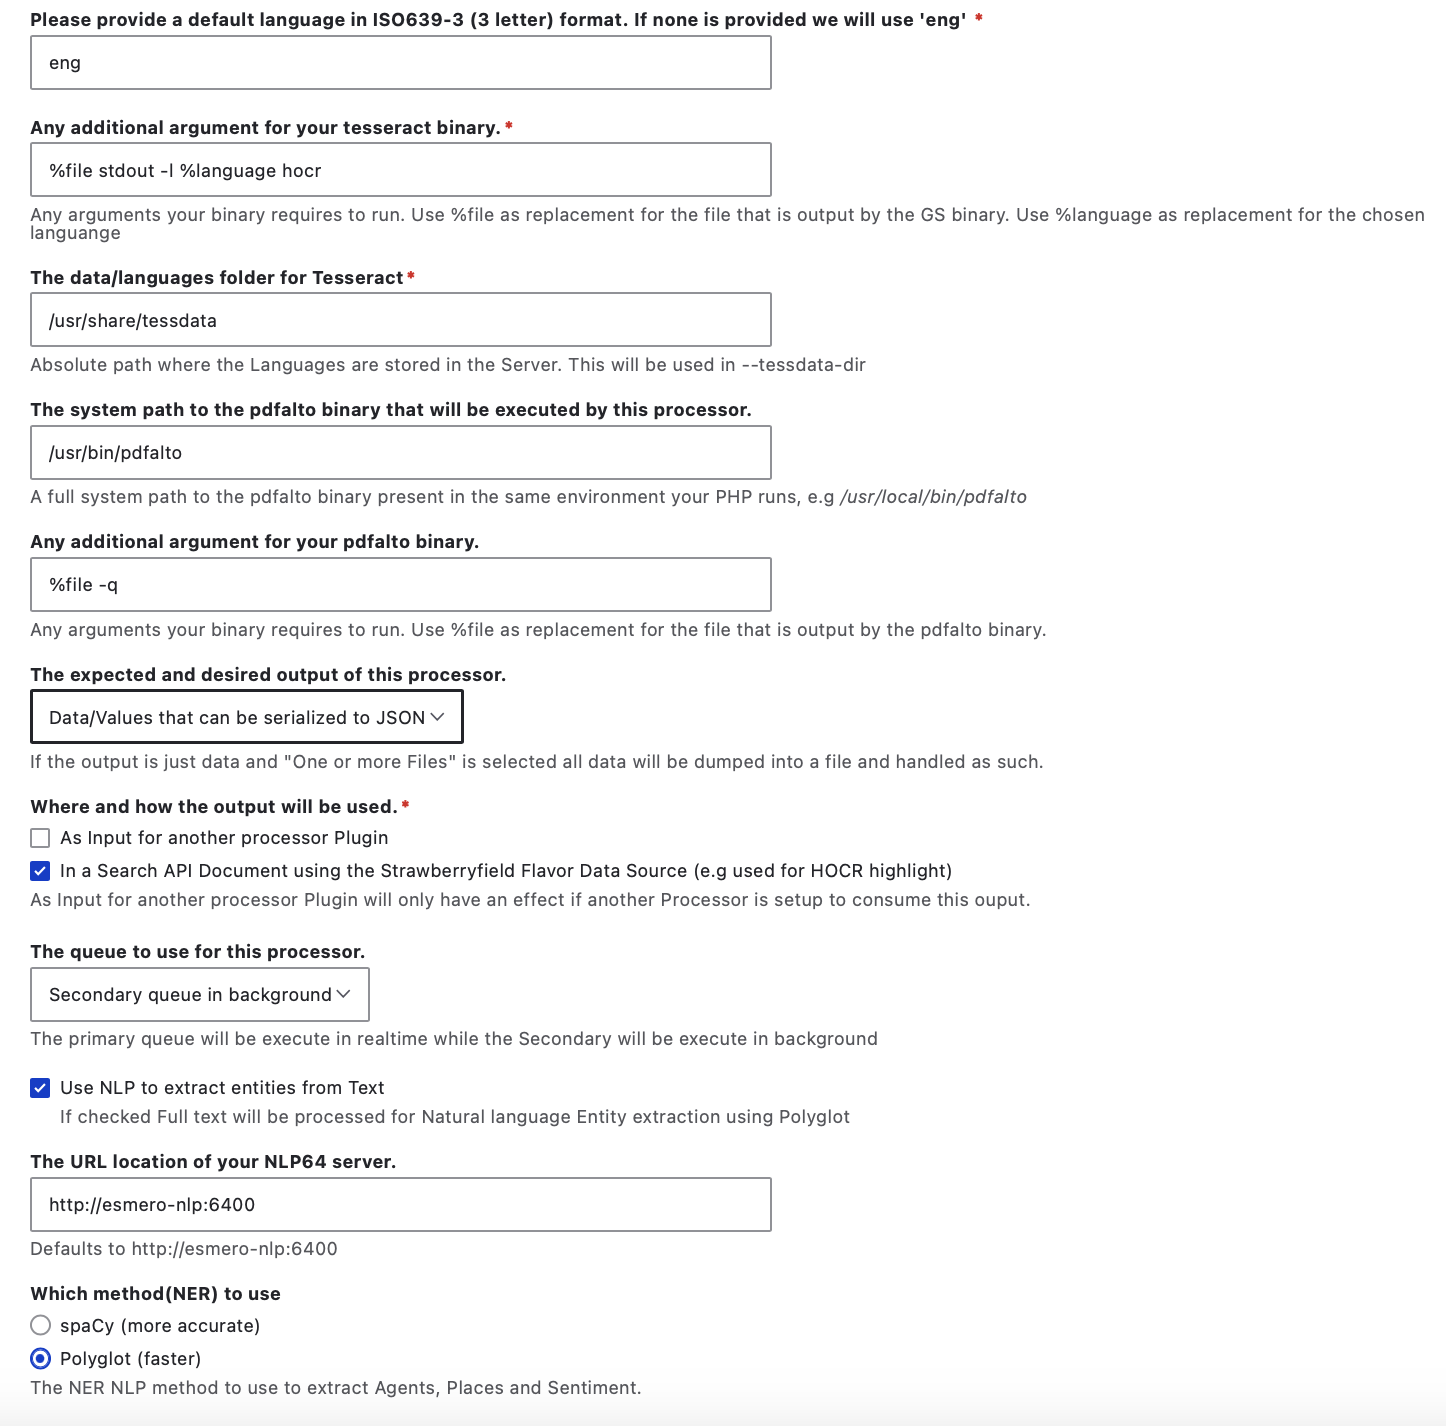 Please provide a default language in ISO639-3 (3 letter) format. If none is provided we will use 'eng' *
eng
Any additional argument for your tesseract binary.*
%file stdout -l %language hocr
Any arguments your binary requires to run. Use %file as replacement for the file that is output by the GS binary. Use %language as replacement for the chosen
languange
The data/languages folder for Tesseract*
/usr/share/tessdata
Absolute path where the Languages are stored in the Server. This will be used in --tessdata-dir
The system path to the pdfalto binary that will be executed by this processor.
/usr/bin/pdfalto
A full system path to the pdfalto binary present in the same environment your PHP runs, e.g /usr/local/bin/pdfalto
Any additional argument for your pdfalto binary.
%file -q
Any arguments your binary requires to run. Use %file as replacement for the file that is output by the pdfalto binary.
The expected and desired output of this processor.
Data/Values that can be serialized to JSON
If the output is just data and "One or more Files" is selected all data will be dumped into a file and handled as such.
Where and how the output will be used.*
As Input for another processor Plugin
In a Search API Document using the Strawberryfield Flavor Data Source (e.g used for HOCR highlight)
As Input for another processor Plugin will only have an effect if another Processor is setup to consume this ouput.
The queue to use for this processor.
Secondary queue in background
The primary queue will be execute in realtime while the Secondary will be execute in background
Use NLP to extract entities from Text
If checked Full text will be processed for Natural language Entity extraction using Polyglot
The URL location of your NLP64 server.
http://esmero-nlp:6400
Defaults to http://esmero-nlp:6400
Which method(NER) to use
spaCy (more accurate)
Polyglot (faster)
The NER NLP method to use to extract Agents, Places and Sentiment.